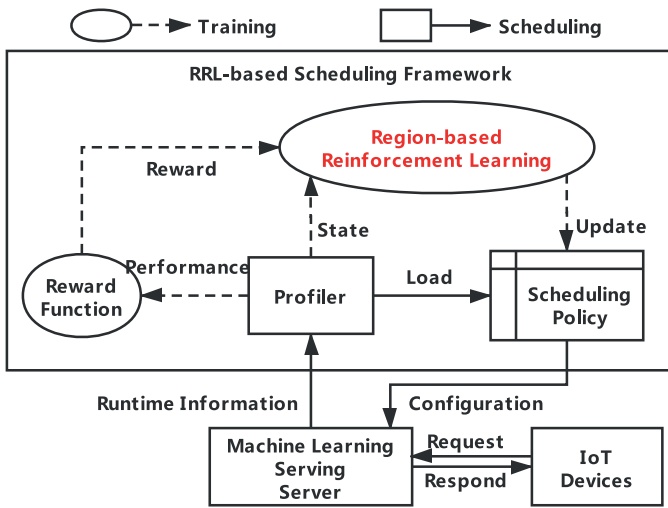 Training
Scheduling
RRL-based Scheduling Framework
Region-based
Reinforcement Learning
Reward
State
Update
Performance
Reward
Function
Profiler
Load
Scheduling
Policy
Runtime Information
Configuration
Machine Learning
Serving
Server
Request
Respond
IoT
Devices